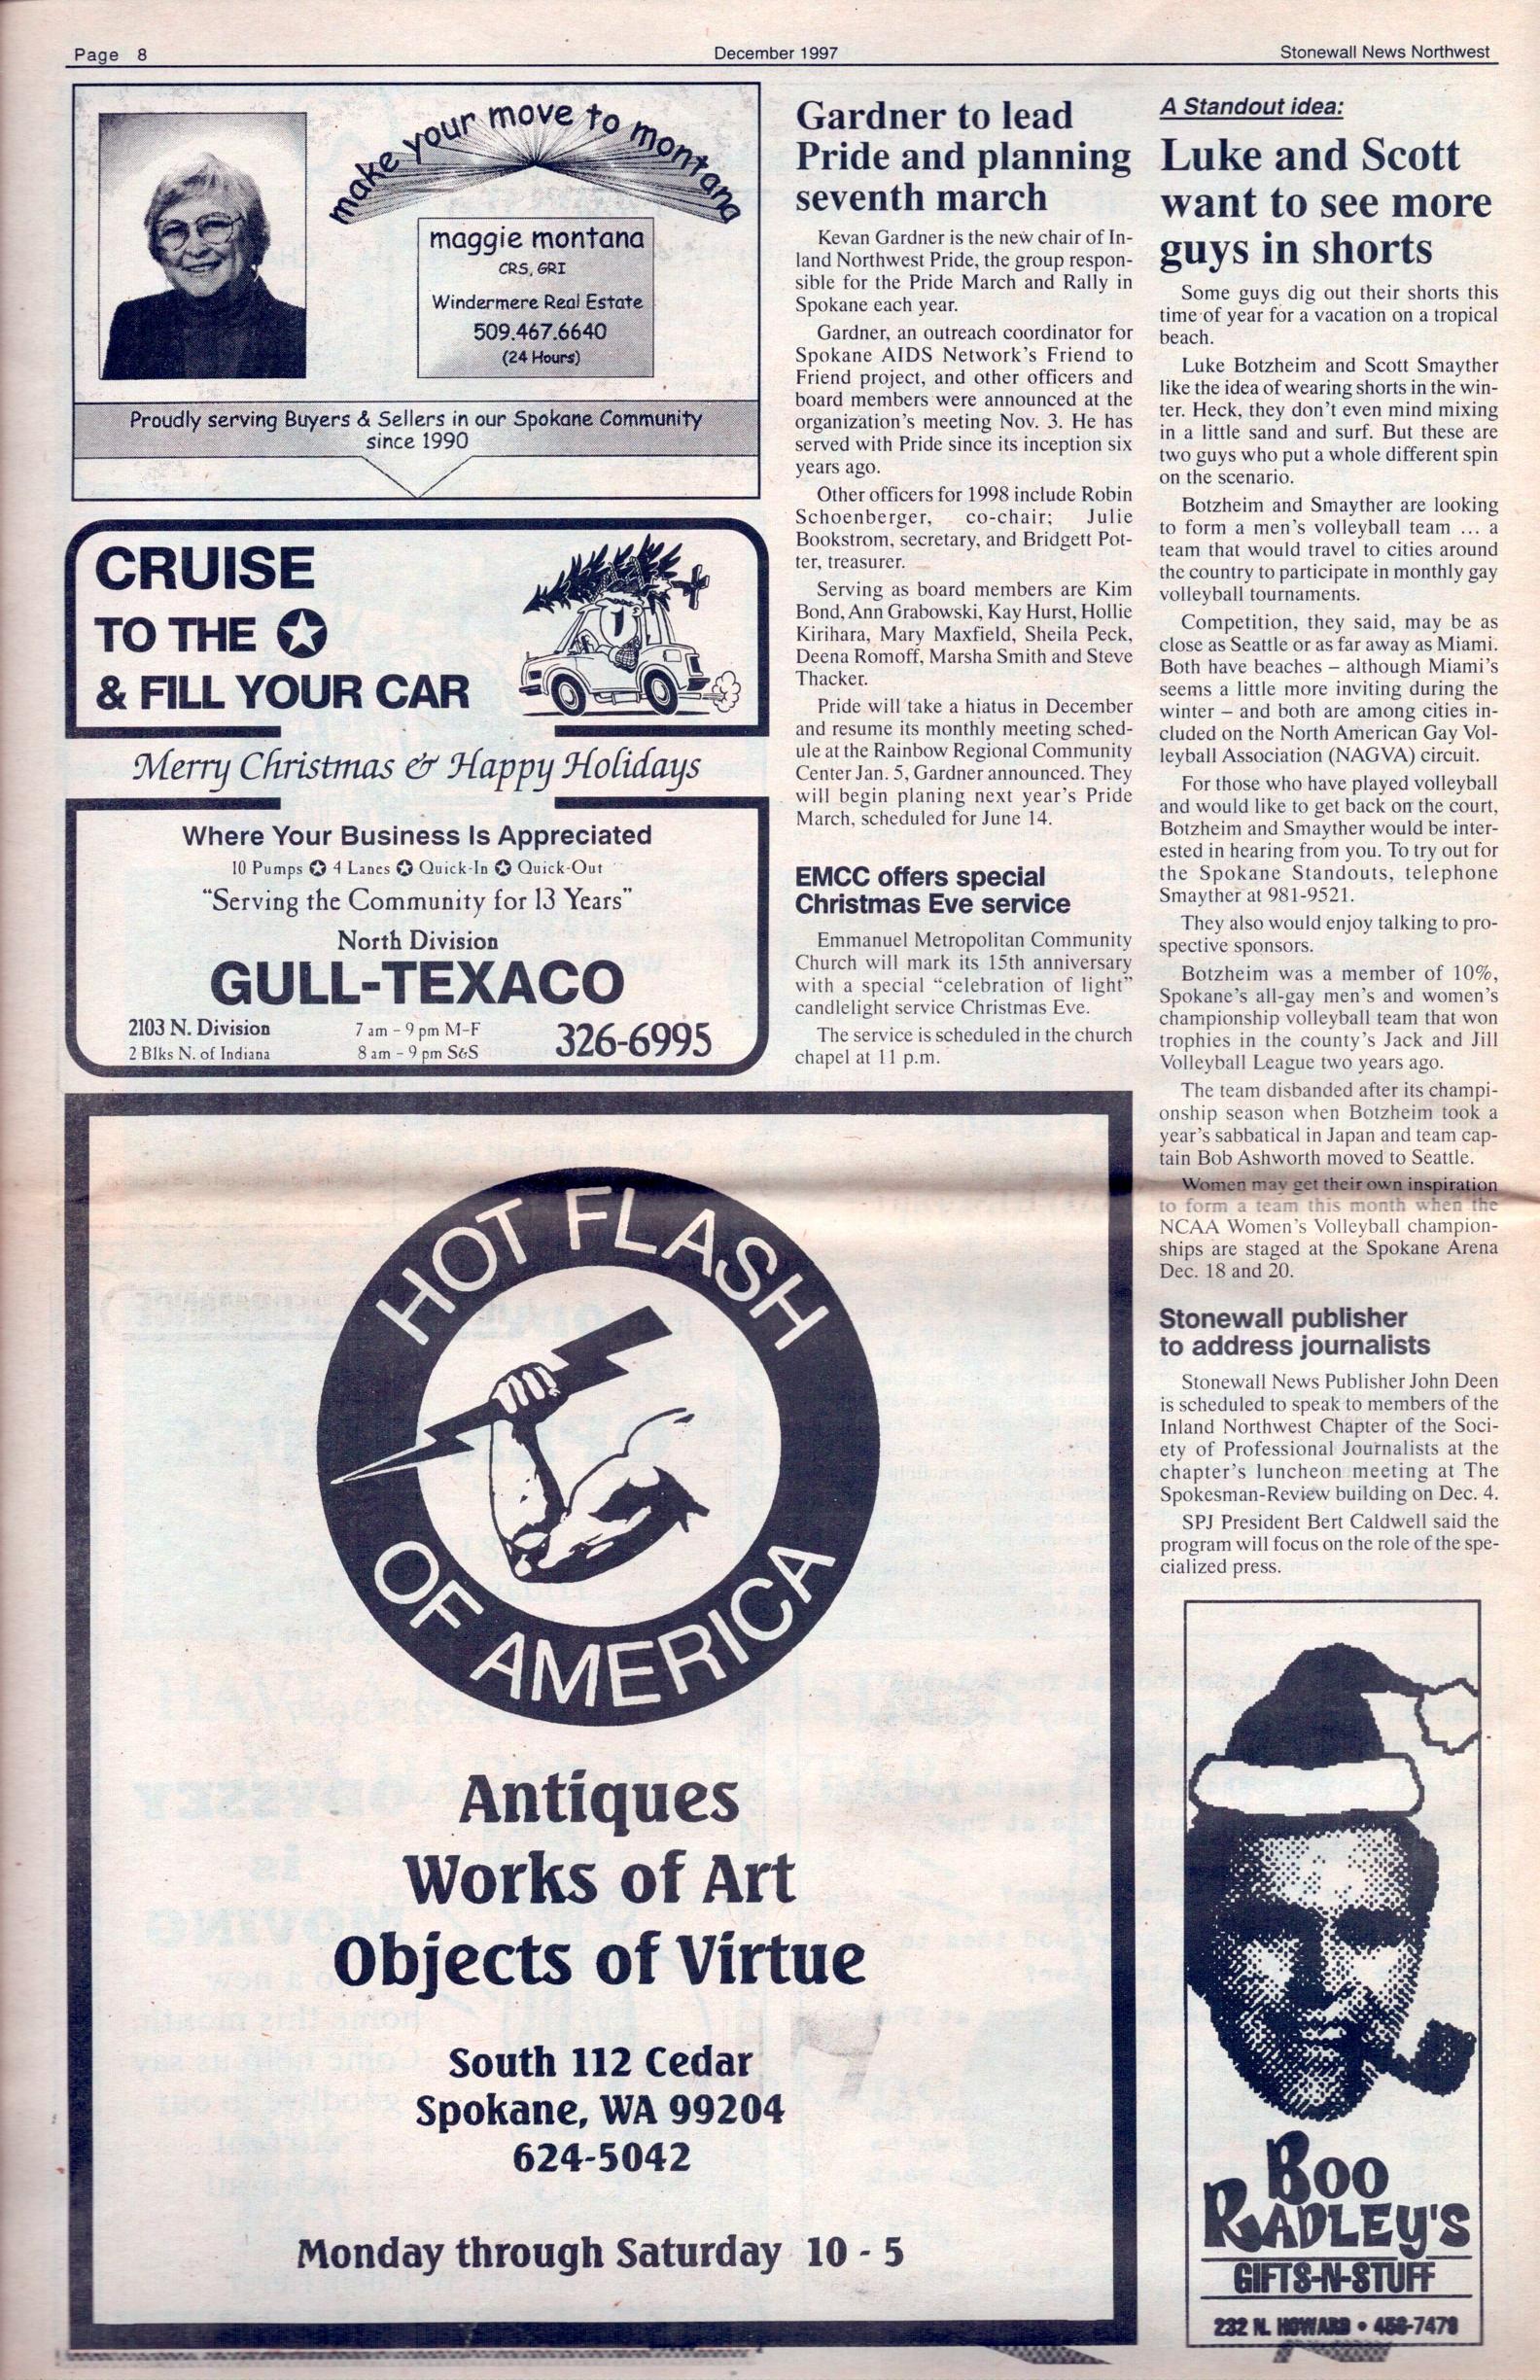 Page 8
December 1997
Stonewall News Northwest
make your move to montana
maggie montana
CRS, GRI
Windermere Real Estate
509.467.6640
(24 Hours)
Proudly serving Buyers & Sellers in our Spokane Community
since 1990
CRUISE
TO THE
& FILL YOUR CAR
Merry Christmas & Happy Holidays
Where Your Business Is Appreciated
10 Pumps ✪ 4 Lanes ✪ Quick-In ✪ Quick-Out
"Serving the Community for 13 Years"
North Division
GULL-TEXACO
2103 N. Division
2 Blks N. of Indiana
7 am - 9 pm M-F
8 am - 9 pm S&S
326-6995
Gardner to lead
Pride and planning
seventh march
Kevan Gardner is the new chair of In-
land Northwest Pride, the group respon-
sible for the Pride March and Rally in
Spokane each year.
Gardner, an outreach coordinator for
Spokane AIDS Network's Friend to
Friend project, and other officers and
board members were announced at the
organization's meeting Nov. 3. He has
served with Pride since its inception six
years ago.
Other officers for 1998 include Robin
Schoenberger, co-chair; Julie
Bookstrom, secretary, and Bridgett Pot-
ter, treasurer.
Serving as board members are Kim
Bond, Ann Grabowski, Kay Hurst, Hollie
Kirihara, Mary Maxfield, Sheila Peck,
Deena Romoff, Marsha Smith and Steve
Thacker.
Pride will take a hiatus in December
and resume its monthly meeting sched-
ule at the Rainbow Regional Community
Center Jan. 5, Gardner announced. They
will begin planing next year's Pride
March, scheduled for June 14.
EMCC offers special
Christmas Eve service
Emmanuel Metropolitan Community
Church will mark its 15th anniversary
with a special "celebration of light"
candlelight service Christmas Eve.
The service is scheduled in the church
chapel at 11 p.m.
A Standout idea:
Luke and Scott
want to see more
guys in shorts
Some guys dig out their shorts this
time of year for a vacation on a tropical
beach.
Luke Botzheim and Scott Smayther
like the idea of wearing shorts in the win-
ter. Heck, they don't even mind mixing
in a little sand and surf. But these are
two guys who put a whole different spin
on the scenario.
Botzheim and Smayther are looking
to form a men's volleyball team ... a
team that would travel to cities around
the country to participate in monthly gay
volleyball tournaments.
Competition, they said, may be as
close as Seattle or as far away as Miami.
Both have beaches – although Miami's
seems a little more inviting during the
winter – and both are among cities in-
cluded on the North American Gay Vol-
leyball Association (NAGVA) circuit.
For those who have played volleyball
and would like to get back on the court,
Botzheim and Smayther would be inter-
ested in hearing from you. To try out for
the Spokane Standouts, telephone
Smayther at 981-9521.
They also would enjoy talking to pro-
spective sponsors.
Botzheim was a member of 10%,
Spokane's all-gay men's and women's
championship volleyball team that won
trophies in the county's Jack and Jill
Volleyball League two years ago.
The team disbanded after its champi-
onship season when Botzheim took a
year's sabbatical in Japan and team cap-
tain Bob Ashworth moved to Seattle.
Women may get their own inspiration
to form a team this month when the
NCAA Women's Volleyball champion-
ships are staged at the Spokane Arena
Dec. 18 and 20.
Stonewall publisher
to address journalists
Stonewall News Publisher John Deen
is scheduled to speak to members of the
Inland Northwest Chapter of the Soci-
ety of Professional Journalists at the
chapter's luncheon meeting at The
Spokesman-Review building on Dec. 4.
SPJ President Bert Caldwell said the
program will focus on the role of the spe-
cialized press.
HOT FLASH
OF AMERICA
Antiques
Works of Art
Objects of Virtue
South 112 Cedar
Spokane, WA 99204
624-5042
Monday through Saturday 10 - 5
BOO
RADLEY'S
GIFTS-N-STUFF
232 N. HOWARD • 456-7479